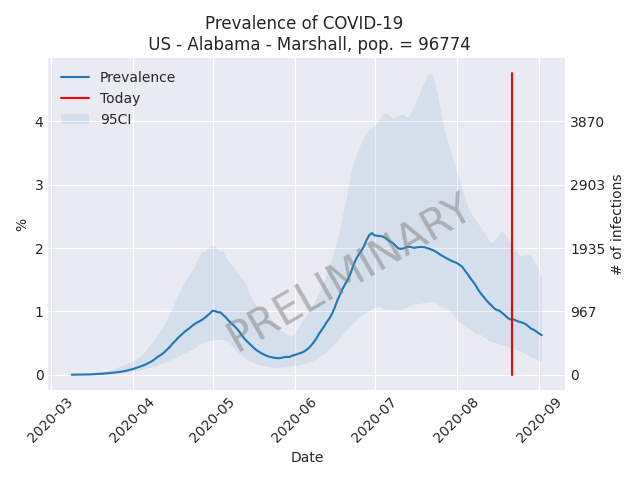 Prevalence of COVID-19
US - Alabama - Marshall, pop. = 96774
Prevalence
Today
95CI
PRELIMINARY
%
4
3
2
1
0
# of infections
3870
2903
1935
967
0
2020-03
2020-04
2020-05
2020-06
2020-07
2020-08
2020-09
Date